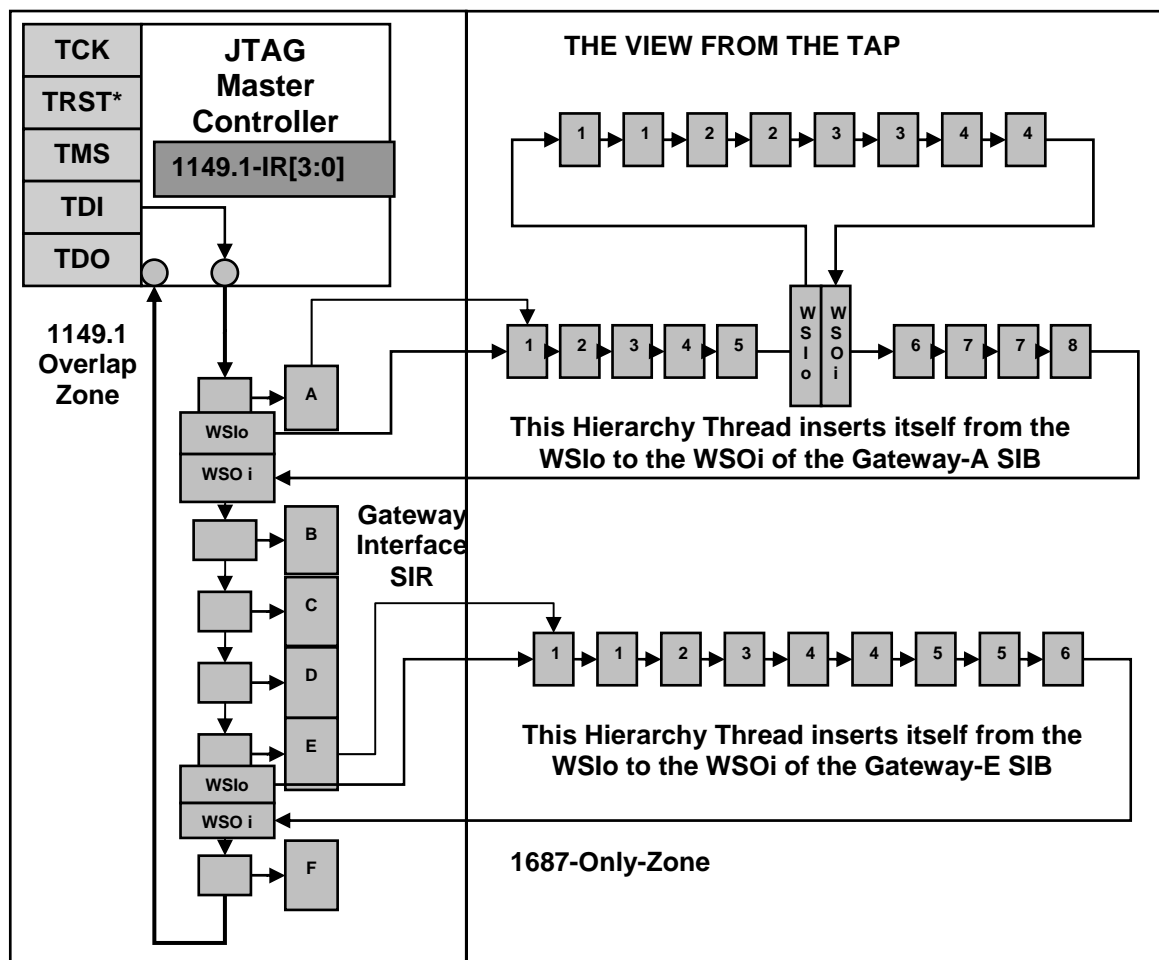 TCK
TRST*
TMS
TDI
TDO
JTAG
Master
Controller
1149.1-IR[3:0]
1149.1
Overlap
Zone
A
WSIo
WSO i
B
C
D
E
WSIo
WSO i
F
Gateway
Interface
SIR
THE VIEW FROM THE TAP
1 1 2 2 3 3 4 4
1 2 3 4 5
WSIo
WSOi
6 7 7 8
This Hierarchy Thread inserts itself from the
WSIo to the WSOi of the Gateway-A SIB
1 1 2 3 4 4 5 5 6
This Hierarchy Thread inserts itself from the
WSIo to the WSOi of the Gateway-E SIB
1687-Only-Zone